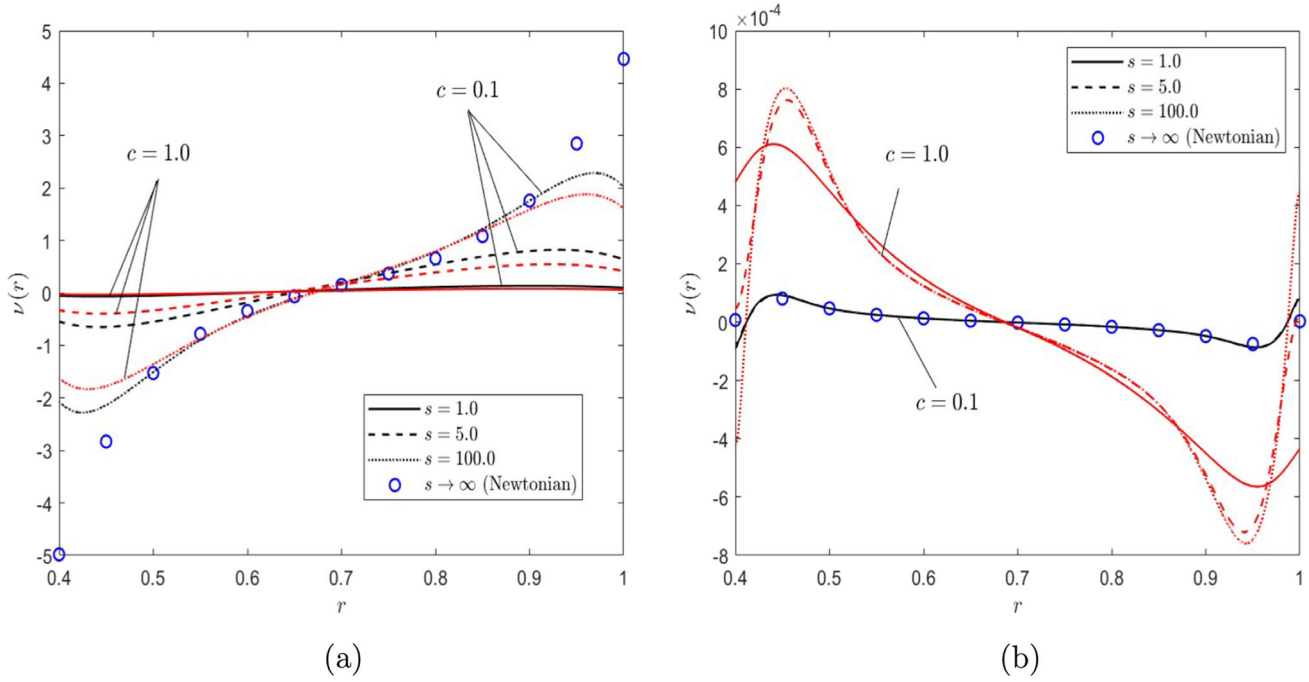 5
4
3
2
1
0
-1
-2
-3
-4
-5
0.4
0.5
0.6
0.7
0.8
0.9
1
ν(r)
r
c = 0.1
c = 1.0
s = 1.0
s = 5.0
s = 100.0
s → ∞ (Newtonian)
(a)
×10⁻⁴
10
8
6
4
2
0
-2
-4
-6
-8
0.4
0.5
0.6
0.7
0.8
0.9
1
ν(r)
r
s = 1.0
s = 5.0
s = 100.0
s → ∞ (Newtonian)
c = 1.0
c = 0.1
(b)